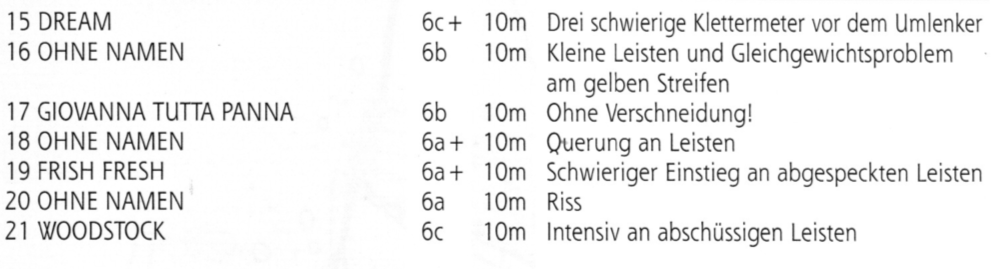 15 DREAM 6c+ 10m Drei schwierige Klettermeter vor dem Umlenker
16 OHNE NAMEN 6b 10m Kleine Leisten und Gleichgewichtsproblem
am gelben Streifen
17 GIOVANNA TUTTA PANNA 6b 10m Ohne Verschneidung!
18 OHNE NAMEN 6a+ 10m Querung an Leisten
19 FRISH FRESH 6a+ 10m Schwieriger Einstieg an abgespeckten Leisten
20 OHNE NAMEN 6a 10m Riss
21 WOODSTOCK 6c 10m Intensiv an abschüssigen Leisten